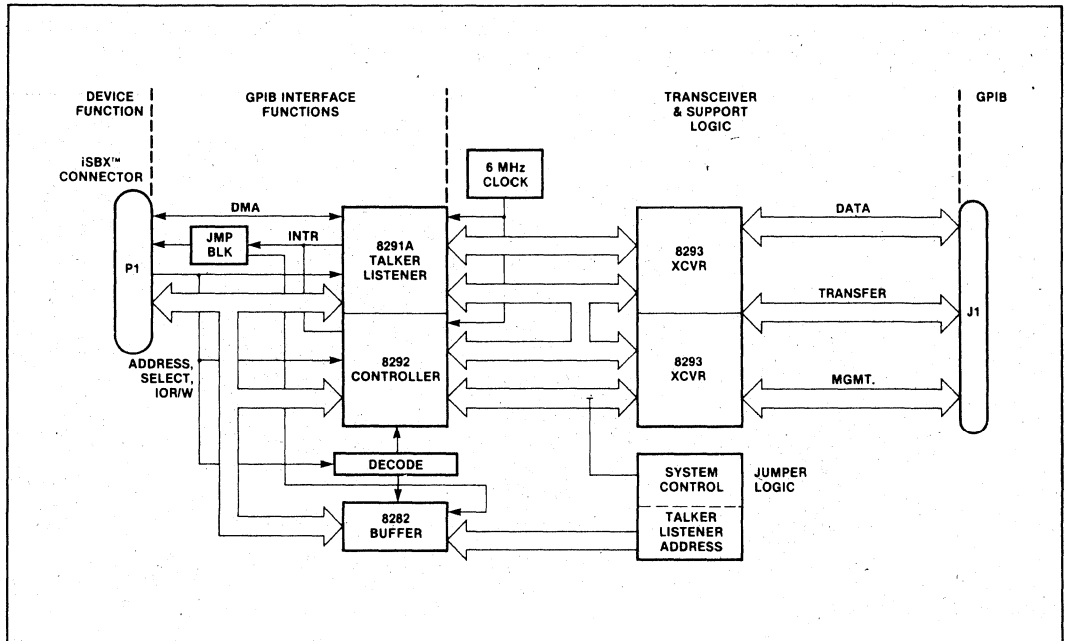 DEVICE
FUNCTION
GPIB INTERFACE
FUNCTIONS
TRANSCEIVER
& SUPPORT
LOGIC
GPIB
iSBX™
CONNECTOR
6 MHz
CLOCK
DMA
DATA
JMP
BLK
INTR
8291A
TALKER
LISTENER
8293
XCVR
P1
TRANSFER
J1
8292
CONTROLLER
8293
XCVR
ADDRESS,
SELECT,
IOR/W
MGMT.
DECODE
SYSTEM
CONTROL
JUMPER
LOGIC
8282
BUFFER
TALKER
LISTENER
ADDRESS